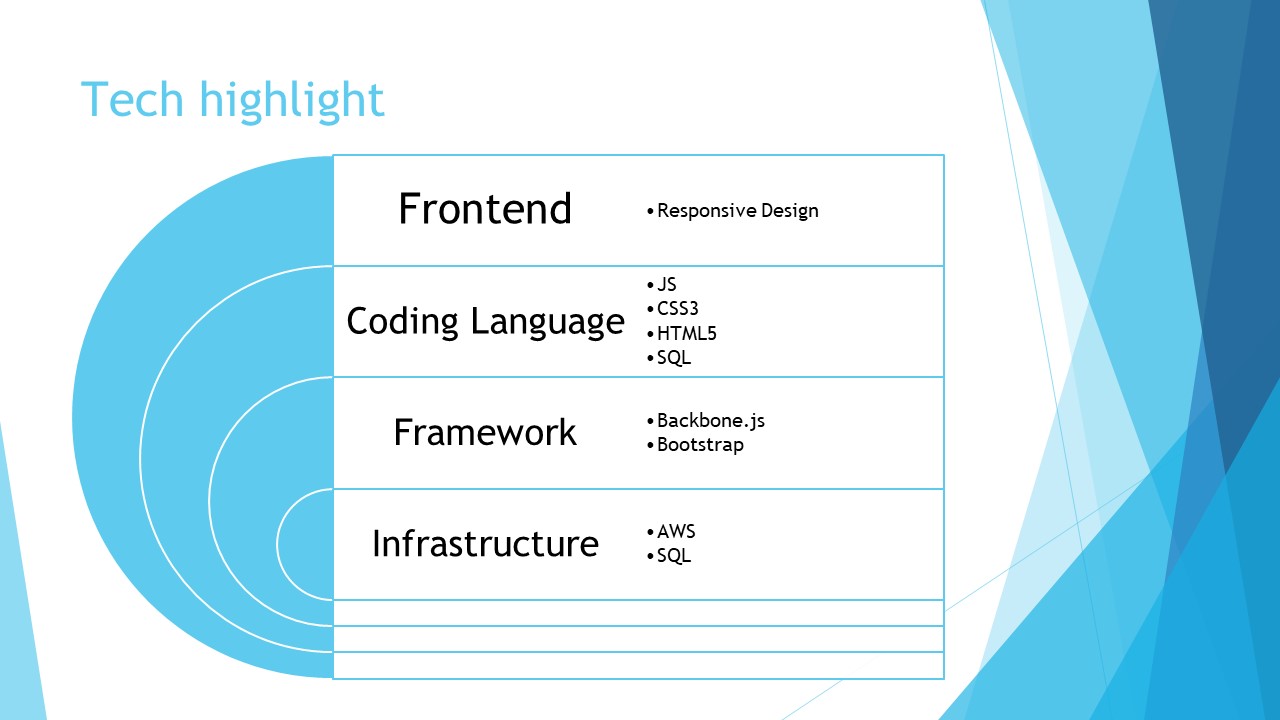 Tech highlight
Frontend
•Responsive Design
Coding Language
•JS
•CSS3
•HTML5
•SQL
Framework
•Backbone.js
•Bootstrap
Infrastructure
•AWS
•SQL